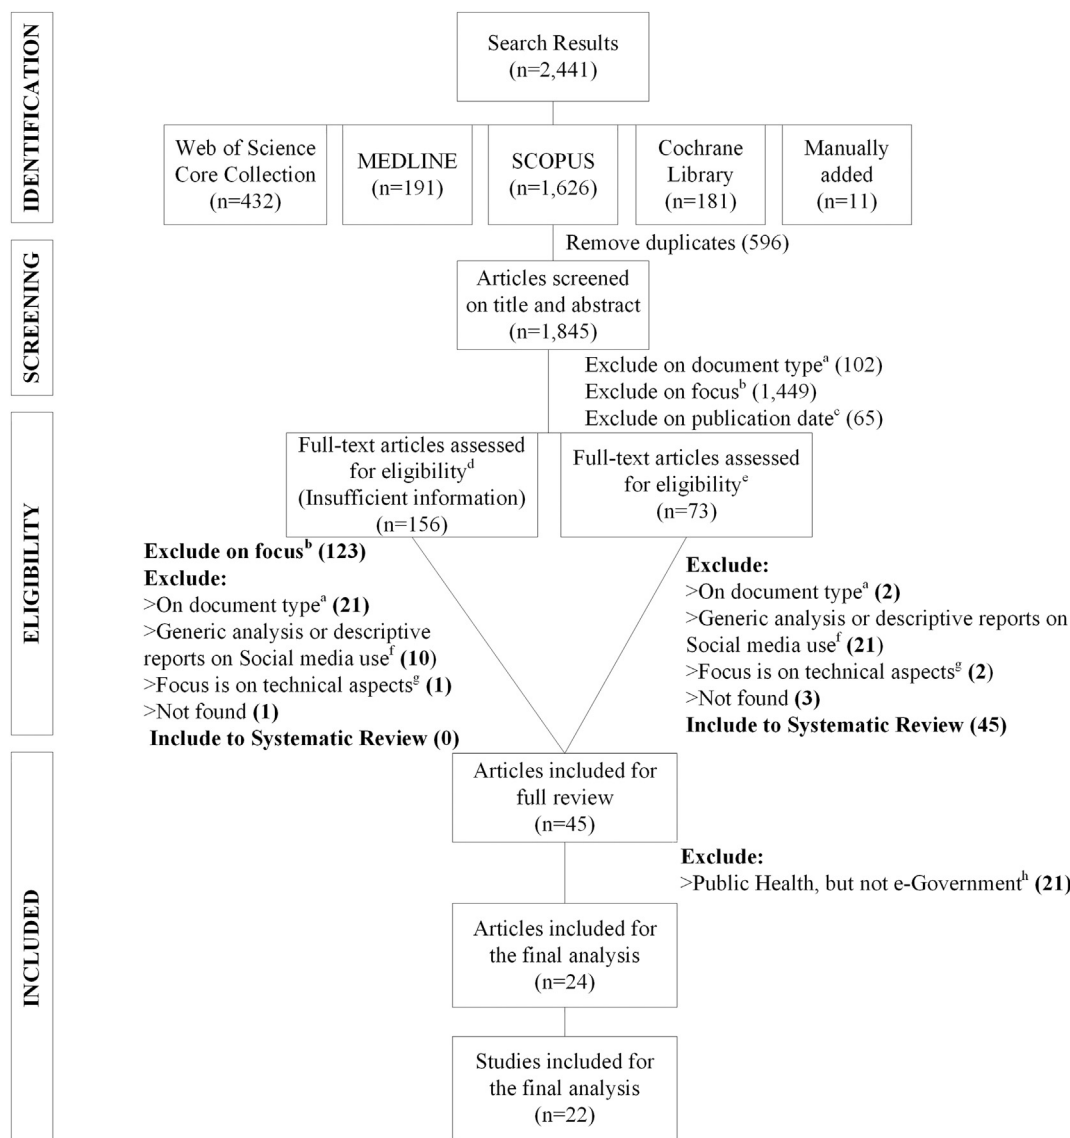 IDENTIFICATION
Search Results
(n=2,441)
Web of Science
Core Collection
(n=432)
MEDLINE
(n=191)
SCOPUS
(n=1,626)
Cochrane
Library
(n=181)
Manually
added
(n=11)
Remove duplicates (596)
SCREENING
Articles screened
on title and abstract
(n=1,845)
Exclude on document typeᵃ (102)
Exclude on focusᵇ (1,449)
Exclude on publication dateᶜ (65)
ELIGIBILITY
Full-text articles assessed
for eligibilityᵈ
(Insufficient information)
(n=156)
Full-text articles assessed
for eligibilityᵉ
(n=73)
Exclude on focusᵇ (123)
Exclude:
>On document typeᵃ (21)
>Generic analysis or descriptive
reports on Social media useᶠ (10)
>Focus is on technical aspectsᵍ (1)
>Not found (1)
Include to Systematic Review (0)
Exclude:
>On document typeᵃ (2)
>Generic analysis or descriptive reports on
Social media useᶠ (21)
>Focus is on technical aspectsᵍ (2)
>Not found (3)
Include to Systematic Review (45)
INCLUDED
Articles included for
full review
(n=45)
Exclude:
>Public Health, but not e-Governmentʰ (21)
Articles included for
the final analysis
(n=24)
Studies included for
the final analysis
(n=22)